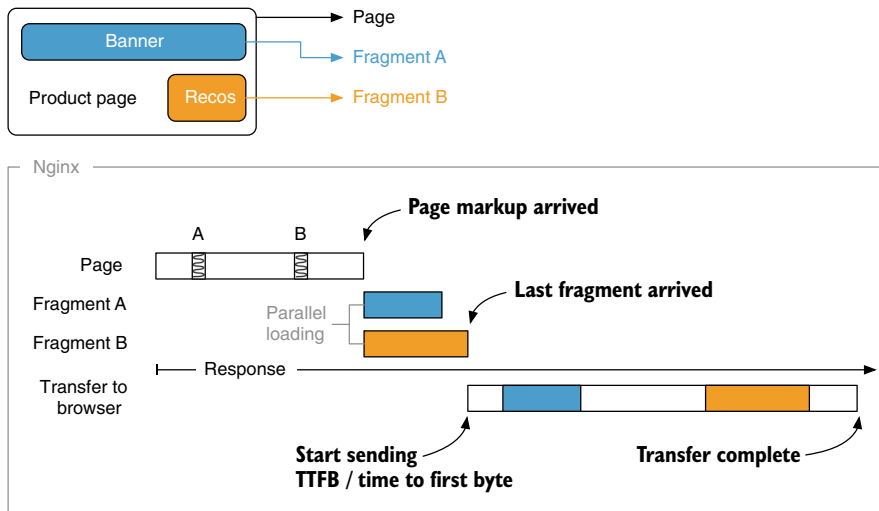 Page
Banner
Fragment A
Product page
Recos
Fragment B
Nginx
Page markup arrived
A
B
Page
Last fragment arrived
Fragment A
Parallel
loading
Fragment B
Response
Transfer to
browser
Start sending
TTFB / time to first byte
Transfer complete